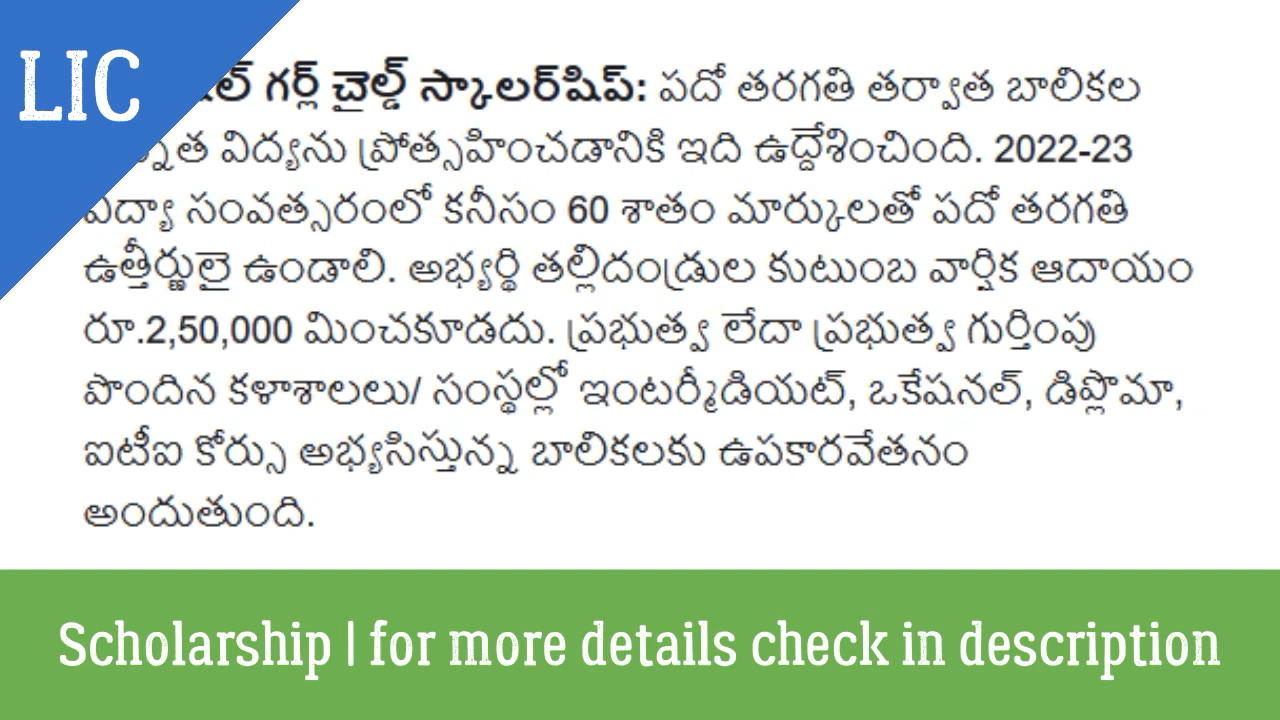 LIC
గర్ల్ చైల్డ్ స్కాలర్‌షిప్: పదో తరగతి తర్వాత బాలికల
విద్యను ప్రోత్సహించడానికి ఇది ఉద్దేశించింది. 2022-23
విద్యా సంవత్సరంలో కనీసం 60 శాతం మార్కులతో పదో తరగతి
ఉత్తీర్ణులై ఉండాలి. అభ్యర్థి తల్లిదండ్రుల కుటుంబ వార్షిక ఆదాయం
రూ.2,50,000 మించకూడదు. ప్రభుత్వ లేదా ప్రభుత్వ గుర్తింపు
పొందిన కళాశాలలు/ సంస్థల్లో ఇంటర్మీడియట్, ఒకేషనల్, డిప్లొమా,
ఐటీఐ కోర్సు అభ్యసిస్తున్న బాలికలకు ఉపకారవేతనం
అందుతుంది.
Scholarship | for more details check in description